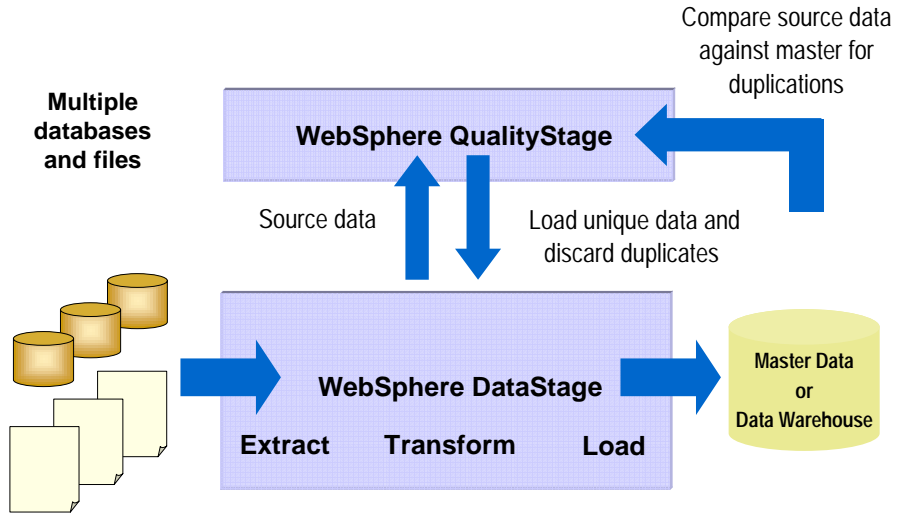 Compare source data
against master for
duplications
Multiple
databases
and files
WebSphere QualityStage
Source data
Load unique data and
discard duplicates
WebSphere DataStage
Extract Transform Load
Master Data
or
Data Warehouse